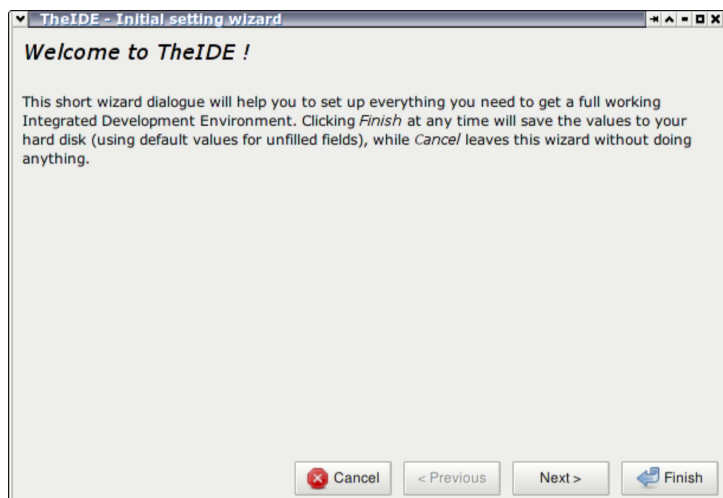 TheIDE - Initial setting wizard
Welcome to TheIDE !
This short wizard dialogue will help you to set up everything you need to get a full working
Integrated Development Environment. Clicking Finish at any time will save the values to your
hard disk (using default values for unfilled fields), while Cancel leaves this wizard without doing
anything.
Cancel
< Previous
Next >
Finish